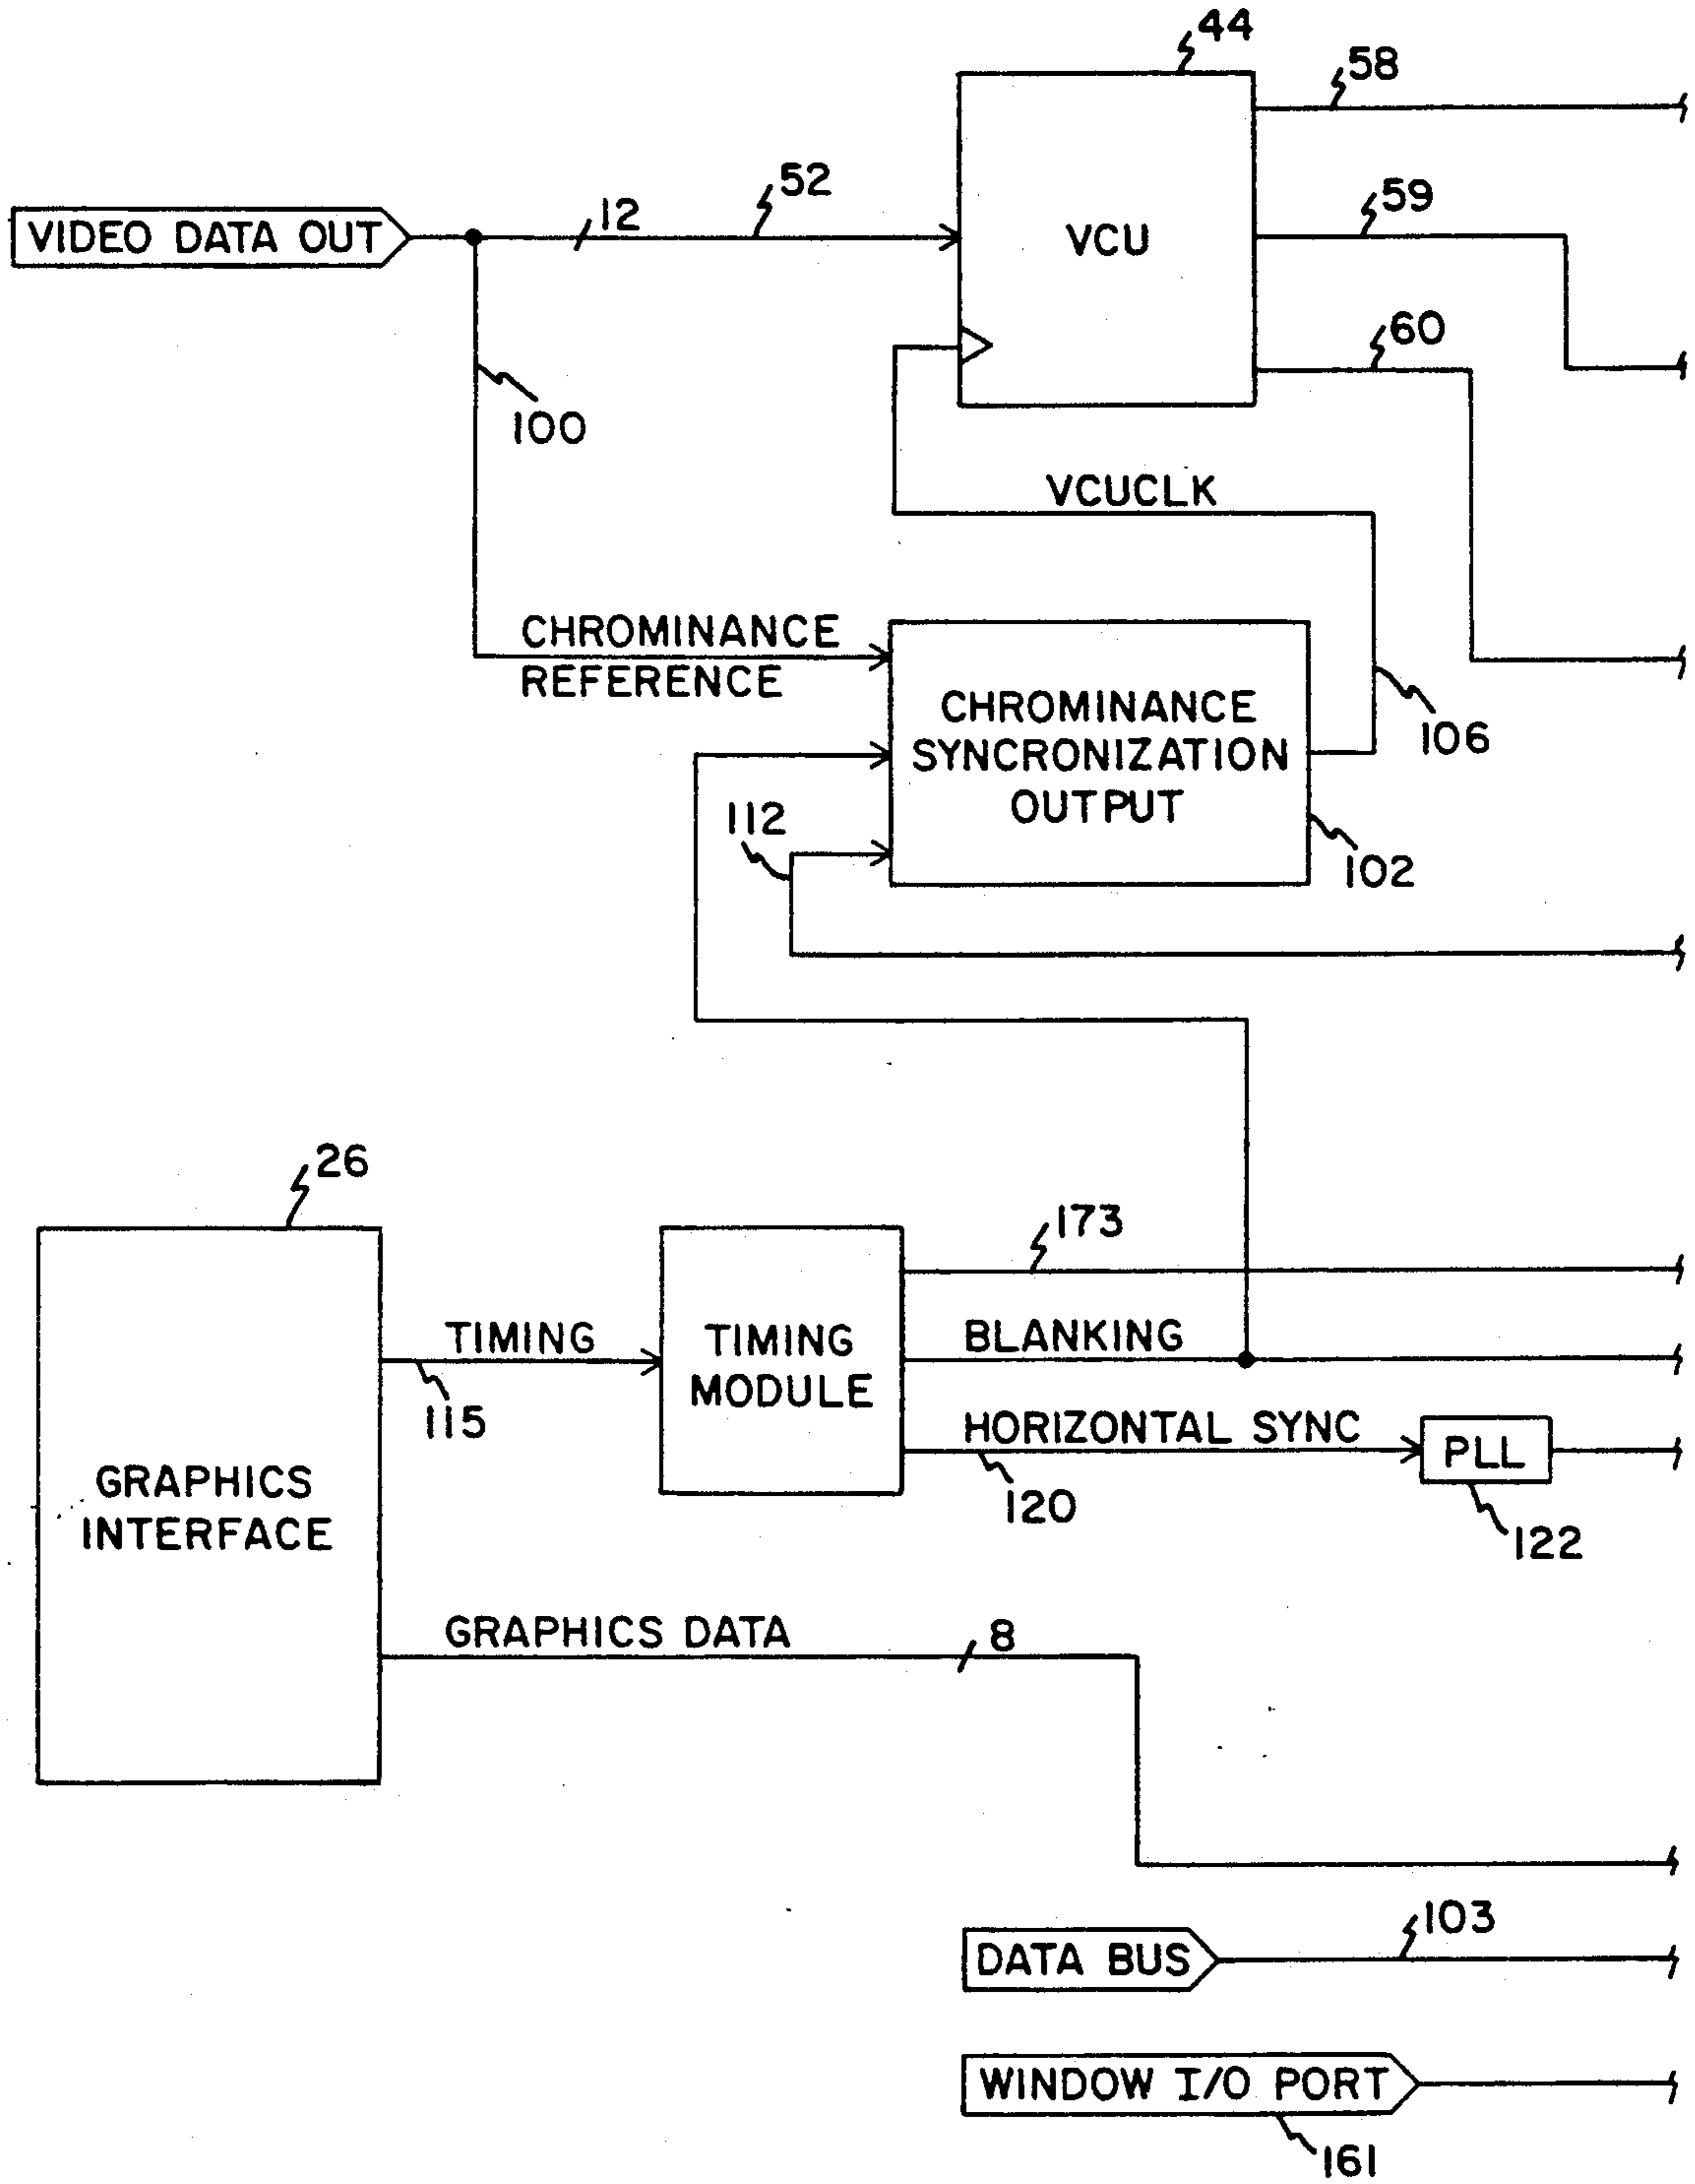 44
58
52
59
12
VIDEO DATA OUT
VCU
60
100
VCUCLK
CHROMINANCE
REFERENCE
CHROMINANCE
SYNCRONIZATION
OUTPUT
106
112
102
26
173
TIMING
TIMING
MODULE
BLANKING
115
HORIZONTAL SYNC
PLL
120
122
GRAPHICS
INTERFACE
GRAPHICS DATA
8
103
DATA BUS
WINDOW I/O PORT
161